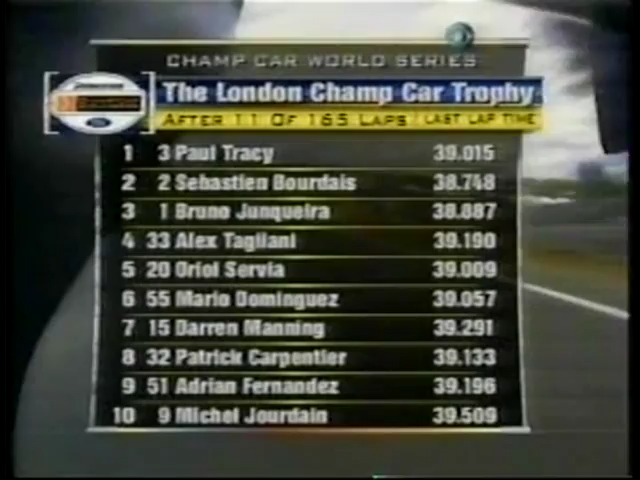 CHAMP CAR WORLD SERIES
The London Champ Car Trophy
AFTER 11 OF 165 LAPS LAST LAP TIME
1 3 Paul Tracy 39.015
2 2 Sebastien Bourdais 38.748
3 1 Bruno Junqueira 38.887
4 33 Alex Tagliani 39.190
5 20 Oriol Servia 39.009
6 55 Mario Dominguez 39.057
7 15 Darren Manning 39.291
8 32 Patrick Carpentier 39.133
9 51 Adrian Fernandez 39.196
10 9 Michel Jourdain 39.509